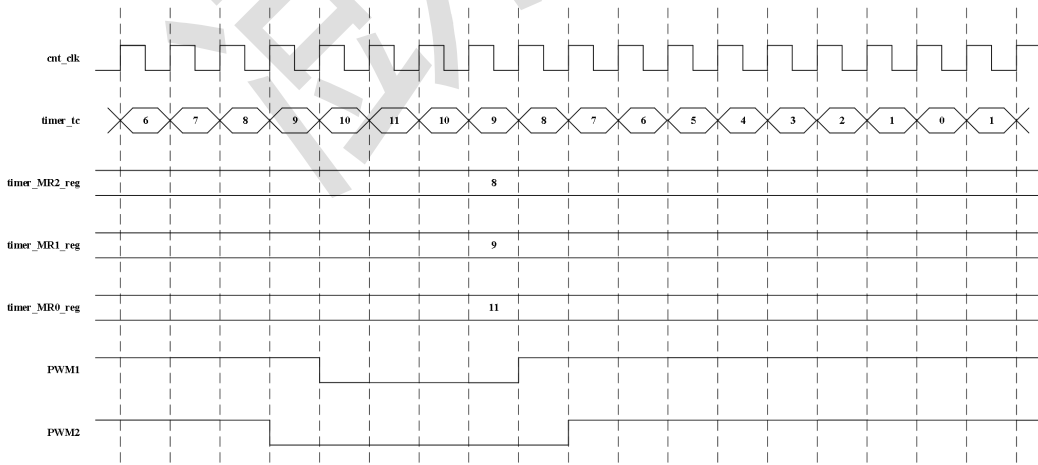 cnt_clk
timer_tc 6 7 8 9 10 11 10 9 8 7 6 5 4 3 2 1 0 1
timer_MR2_reg 8
timer_MR1_reg 9
timer_MR0_reg 11
PWM1
PWM2